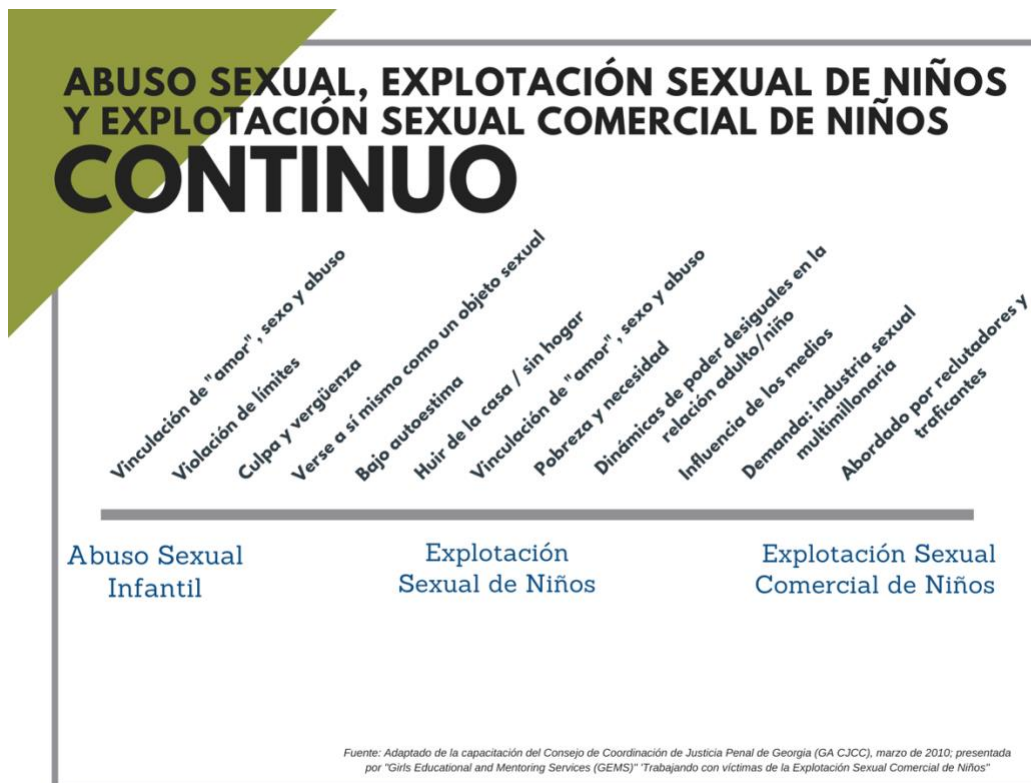 ABUSO SEXUAL, EXPLOTACIÓN SEXUAL DE NIÑOS
Y EXPLOTACIÓN SEXUAL COMERCIAL DE NIÑOS
CONTINUO
Vinculación de "amor", sexo y abuso
Violación de límites
Culpa y vergüenza
Verse a sí mismo como un objeto sexual
Bajo autoestima
Huir de la casa / sin hogar
Vinculación de "amor", sexo y abuso
Pobreza y necesidad
Dinámicas de poder desiguales en la
relación adulto/niño
Influencia de los medios
Demanda: industria sexual
multimillonaria
Abordado por reclutadores y
traficantes
Abuso Sexual
Infantil
Explotación
Sexual de Niños
Explotación Sexual
Comercial de Niños
Fuente: Adaptado de la capacitación del Consejo de Coordinación de Justicia Penal de Georgia (GA CJCC), marzo de 2010; presentada
por "Girls Educational and Mentoring Services (GEMS)" 'Trabajando con víctimas de la Explotación Sexual Comercial de Niños"